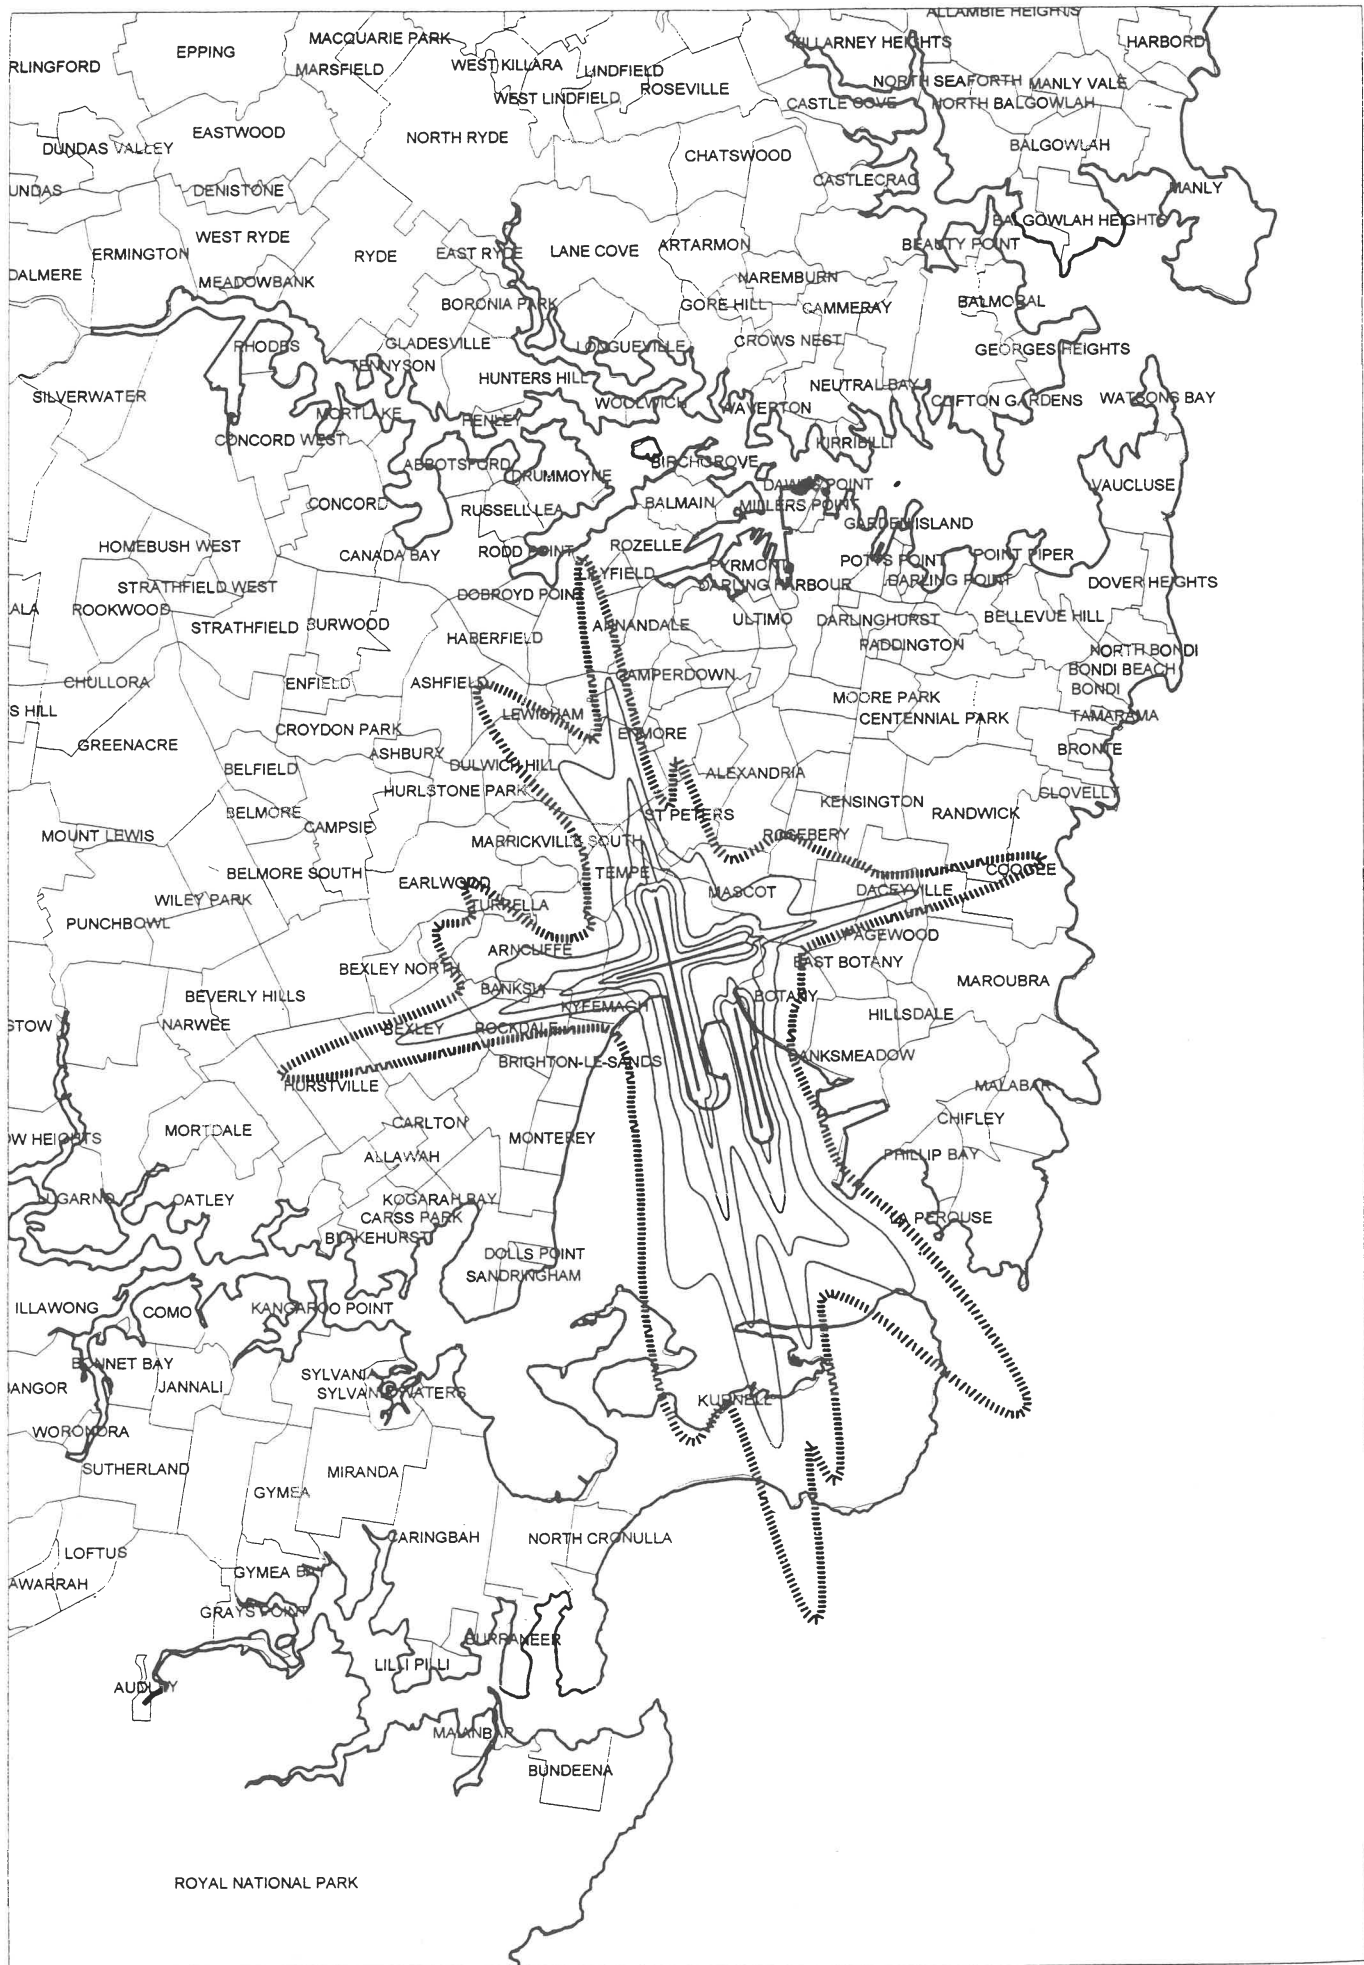 ALLAMBIE HEIGHTS
MACQUARIE PARK
KILLARNEY HEIGHTS
HARBORD
EPPING
RLINGFORD
MARSFIELD
WEST KILLARA
LINDFIELD
NORTH SEAFORTH
MANLY VALE
ROSEVILLE
WEST LINDFIELD
CASTLE COVE
NORTH BALGOWLAH
EASTWOOD
NORTH RYDE
BALGOWLAH
DUNDAS VALLEY
CHATSWOOD
CASTLECRAG
UNDAS
DENISTONE
MANLY
BALGOWLAH HEIGHTS
WEST RYDE
BEAUTY POINT
ERMINGTON
RYDE
EAST RYDE
LANE COVE
ARTARMON
DALMERE
MEADOWBANK
NAREMBURN
BORONIA PARK
GORE HILL
CAMMERAY
BALMORAL
RHODES
GLADESVILLE
LONGUEVILLE
CROWS NEST
GEORGES HEIGHTS
TENNYSON
HUNTERS HILL
NEUTRAL BAY
SILVERWATER
WOOLWICH
WAVERTON
CLIFTON GARDENS
WATSONS BAY
MORTLAKE
HENLEY
CONCORD WEST
KIRRIBILLI
ABBOTSFORD
BIRCHGROVE
DRUMMOYNE
DAWES POINT
VAUCLUSE
CONCORD
RUSSELL LEA
BALMAIN
MILLERS POINT
GARDEN ISLAND
HOMEBUSH WEST
CANADA BAY
RODD POINT
ROZELLE
POTTS POINT
POINT PIPER
PYRMONT
LYFIELD
STRATHFIELD WEST
DARLING HARBOUR
DARLING POINT
DOVER HEIGHTS
DOBROYD POINT
ALA
ROOKWOOD
STRATHFIELD
BURWOOD
ANNANDALE
ULTIMO
DARLINGHURST
BELLEVUE HILL
HABERFIELD
PADDINGTON
NORTH BONDI
BONDI BEACH
CHULLORA
ENFIELD
ASHFIELD
CAMPERDOWN
BONDI
MOORE PARK
S HILL
LEWISHAM
CENTENNIAL PARK
TAMARAMA
CROYDON PARK
ENMORE
GREENACRE
ASHBURY
BRONTE
BELFIELD
DULWICH HILL
ALEXANDRIA
HURLSTONE PARK
KENSINGTON
CLOVELLY
BELMORE
ST PETERS
RANDWICK
CAMPSIE
MOUNT LEWIS
MARRICKVILLE SOUTH
ROSEBERY
BELMORE SOUTH
TEMPE
COOGEE
EARLWOOD
MASCOT
DACEYVILLE
WILEY PARK
TURRELLA
PUNCHBOWL
PAGEWOOD
ARNCLIFFE
EAST BOTANY
BEXLEY NORTH
MAROUBRA
BANKSIA
BEVERLY HILLS
BOTANY
KYEEMAGH
HILLSDALE
STOW
NARWEE
BEXLEY
ROCKDALE
BANKSMEADOW
BRIGHTON-LE-SANDS
HURSTVILLE
MALABAR
CHIFLEY
CARLTON
MORTDALE
OW HEIGHTS
MONTEREY
ALLAWAH
PHILLIP BAY
LUGARNO
OATLEY
KOGARAH BAY
CARSS PARK
LA PEROUSE
BLAKEHURST
DOLLS POINT
SANDRINGHAM
ILLAWONG
COMO
KANGAROO POINT
BONNET BAY
SYLVANIA
BANGOR
JANNALI
SYLVANIA WATERS
KURNELL
WORONORA
SUTHERLAND
MIRANDA
GYMEA
CARINGBAH
NORTH CRONULLA
LOFTUS
GYMEA BAY
AWARRAH
GRAYS POINT
BURRANEER
LILLI PILLI
AUDLEY
MAIANBAR
BUNDEENA
ROYAL NATIONAL PARK